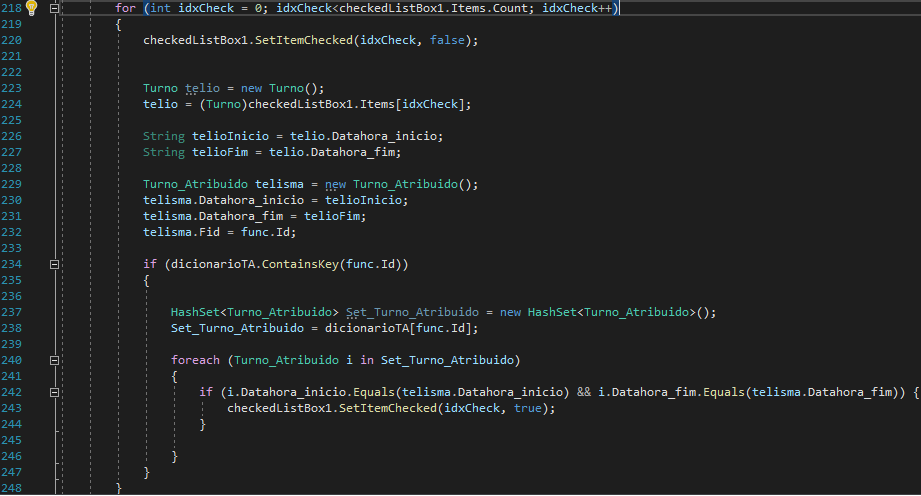 218 for (int idxCheck = 0; idxCheck<checkedListBox1.Items.Count; idxCheck++)
219 {
220 checkedListBox1.SetItemChecked(idxCheck, false);
221
222
223 Turno telio = new Turno();
224 telio = (Turno)checkedListBox1.Items[idxCheck];
225
226 String telioInicio = telio.Datahora_inicio;
227 String telioFim = telio.Datahora_fim;
228
229 Turno_Atribuido telisma = new Turno_Atribuido();
230 telisma.Datahora_inicio = telioInicio;
231 telisma.Datahora_fim = telioFim;
232 telisma.Fid = func.Id;
233
234 if (dicionarioTA.ContainsKey(func.Id))
235 {
236
237 HashSet<Turno_Atribuido> Set_Turno_Atribuido = new HashSet<Turno_Atribuido>();
238 Set_Turno_Atribuido = dicionarioTA[func.Id];
239
240 foreach (Turno_Atribuido i in Set_Turno_Atribuido)
241 {
242 if (i.Datahora_inicio.Equals(telisma.Datahora_inicio) && i.Datahora_fim.Equals(telisma.Datahora_fim)) {
243 checkedListBox1.SetItemChecked(idxCheck, true);
244 }
245
246 }
247 }
248 }